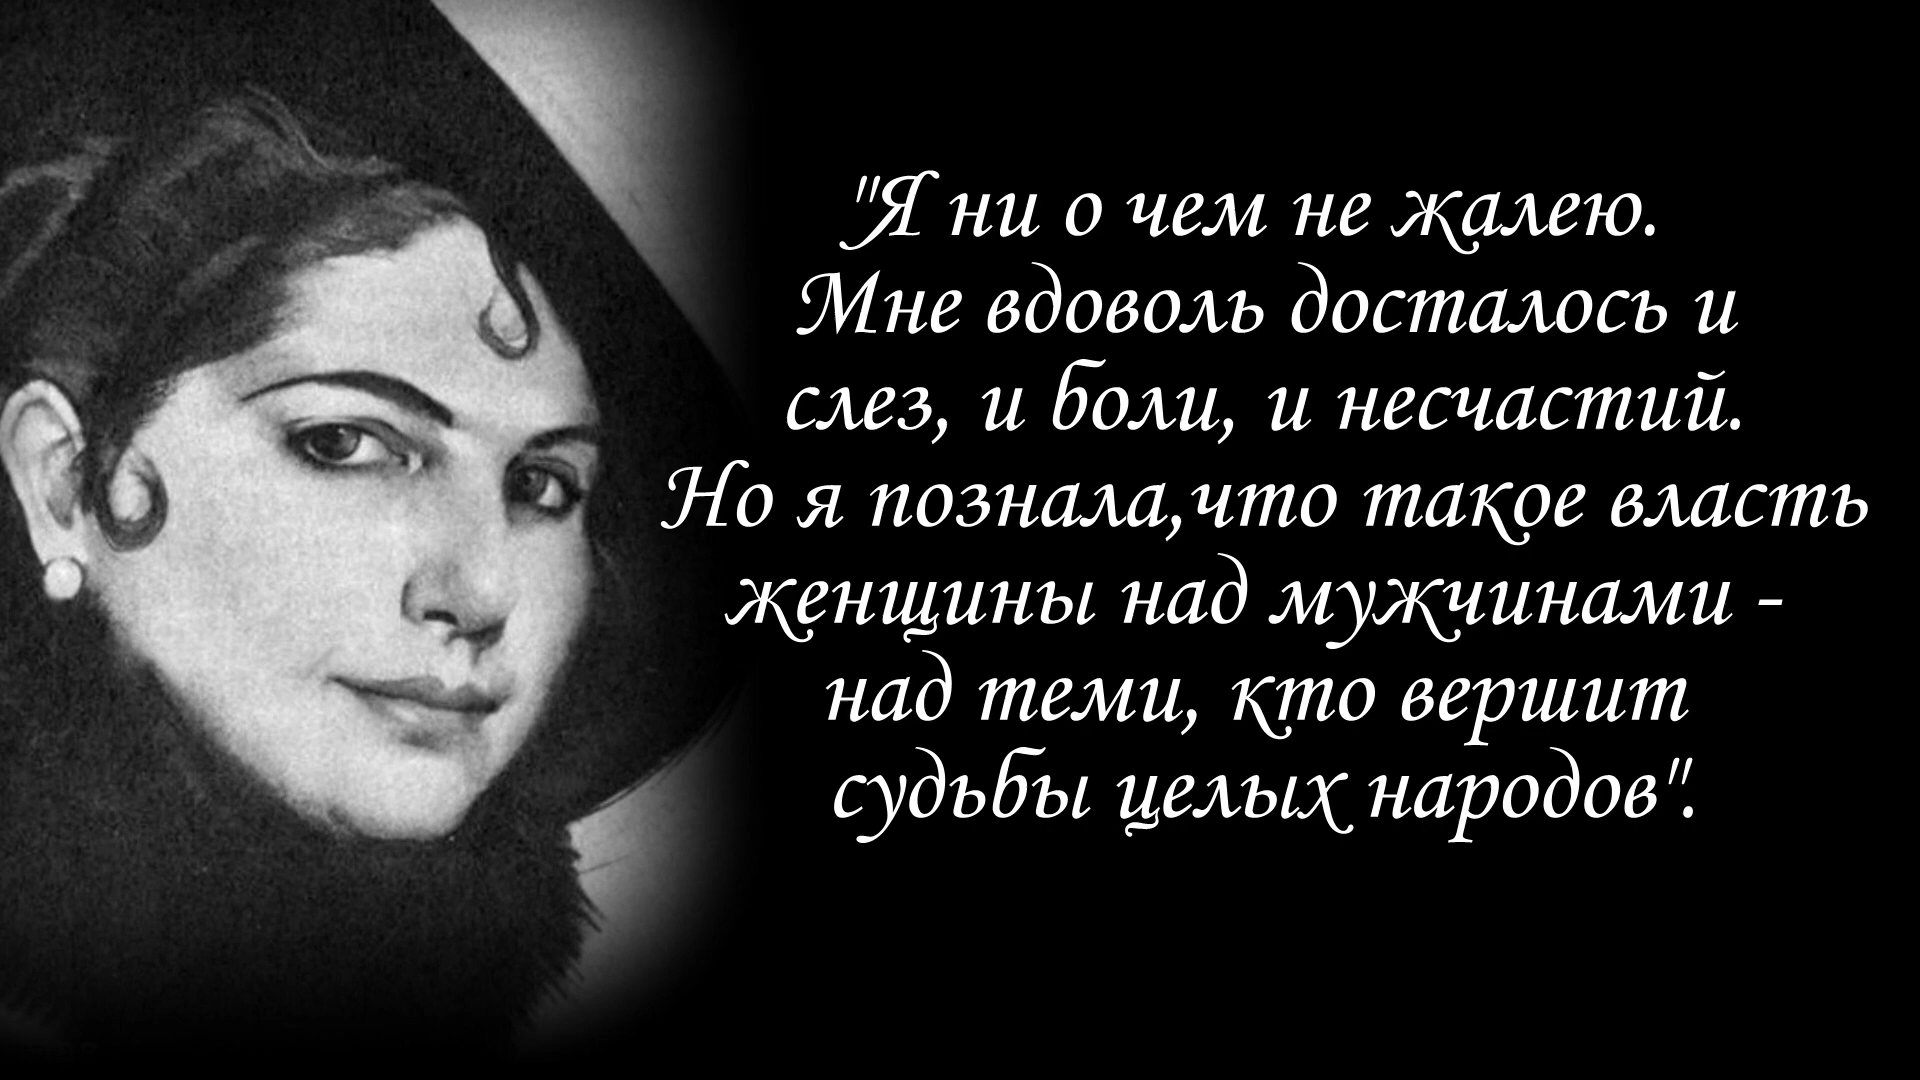 "Я ни о чем не жалею.
Мне вдоволь досталось и
слез, и боли, и несчастий.
Но я познала,что такое власть
женщины над мужчинами -
над теми, кто вершит
судьбы целых народов".